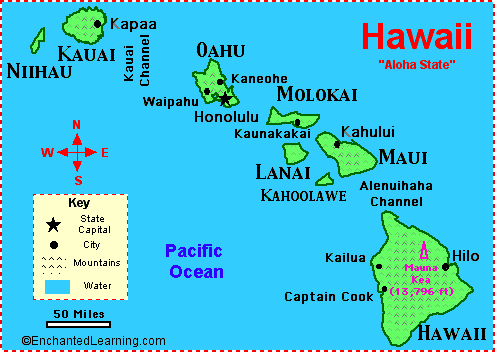 Hawaii
"Aloha State"
Kapaa
KAUAI
NIIHAU
Kauai
Channel
OAHU
Kaneohe
Waipahu
Honolulu
MOLOKAI
Kaunakakai
Kahului
MAUI
LANAI
KAHOOLAWE
Alenuihaha
Channel
N
W
E
S
Key
State
Capital
City
Mountains
Water
Pacific
Ocean
Kailua
Hilo
Mauna
Kea
(13,796 ft)
Captain Cook
HAWAII
50 Miles
©EnchantedLearning.com